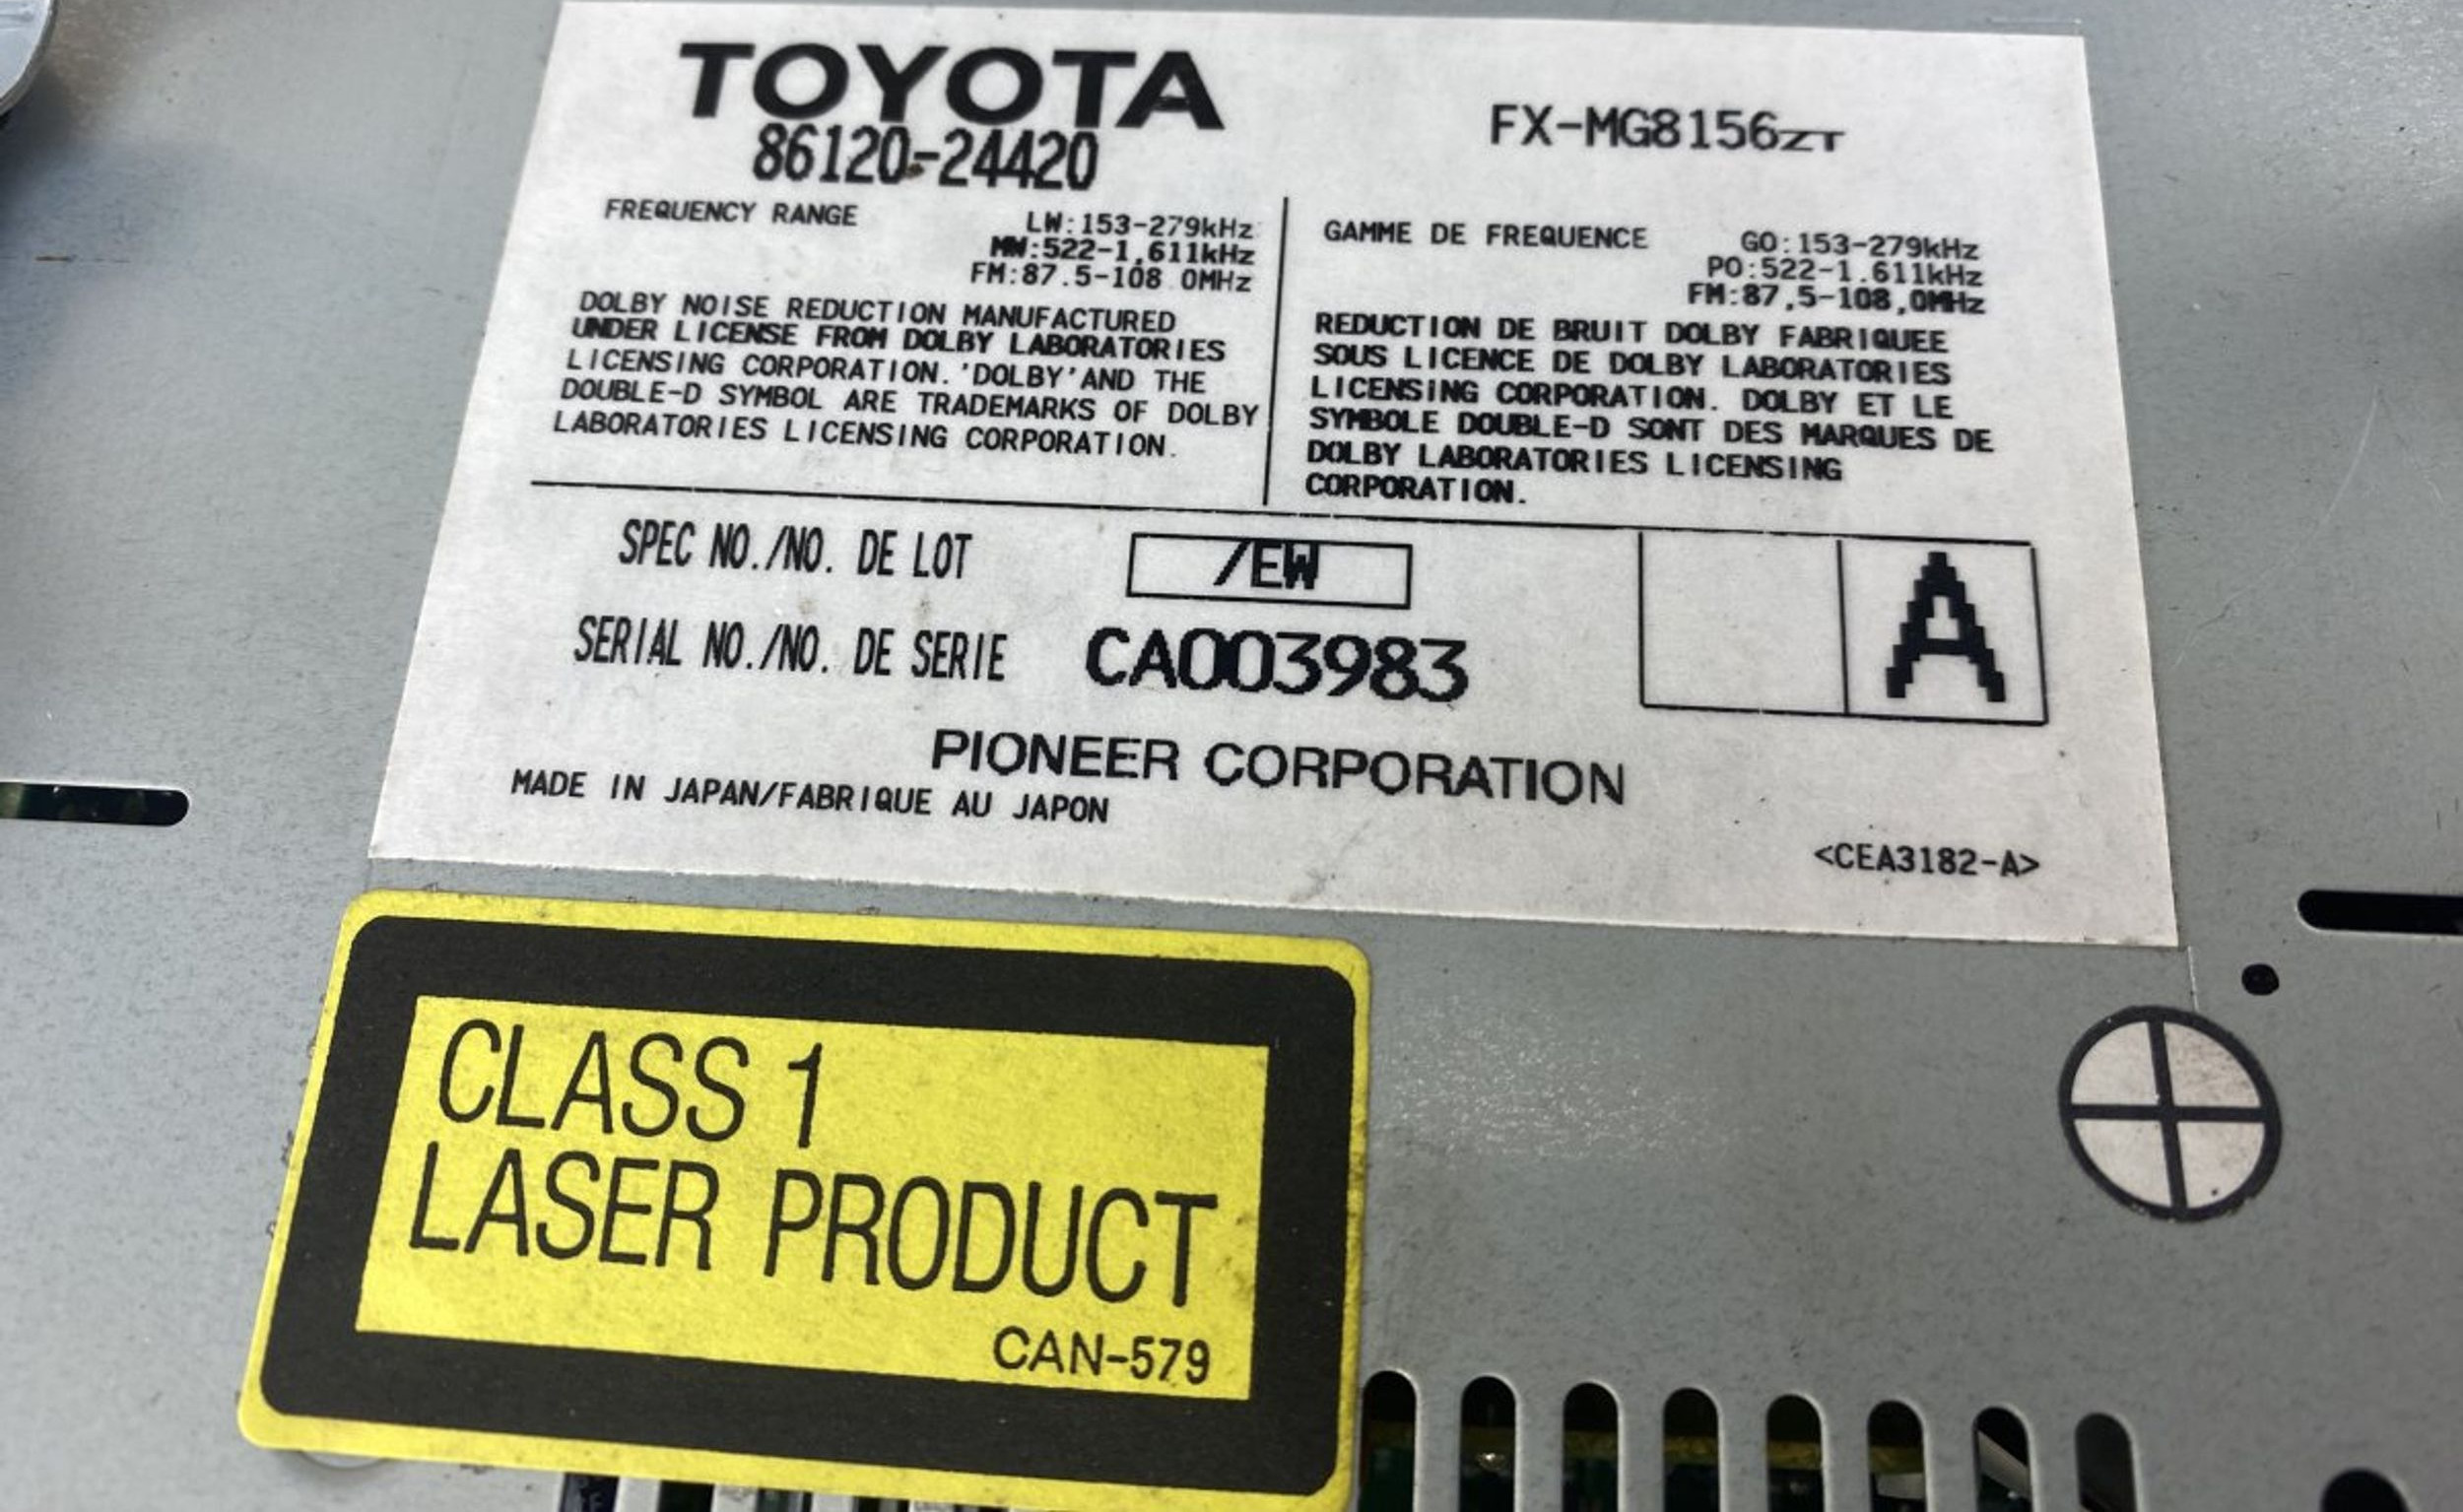 TOYOTA
86120-24420
FX-MG8156ZT
FREQUENCY RANGE LW:153-279kHz
MW:522-1,611kHz
FM:87.5-108.0MHz
DOLBY NOISE REDUCTION MANUFACTURED
UNDER LICENSE FROM DOLBY LABORATORIES
LICENSING CORPORATION. 'DOLBY' AND THE
DOUBLE-D SYMBOL ARE TRADEMARKS OF DOLBY
LABORATORIES LICENSING CORPORATION.
GAMME DE FREQUENCE GO:153-279kHz
PO:522-1.611kHz
FM:87,5-108,0MHz
REDUCTION DE BRUIT DOLBY FABRIQUEE
SOUS LICENCE DE DOLBY LABORATORIES
LICENSING CORPORATION. DOLBY ET LE
SYMBOLE DOUBLE-D SONT DES MARQUES DE
DOLBY LABORATORIES LICENSING
CORPORATION.
SPEC NO./NO. DE LOT /EW
SERIAL NO./NO. DE SERIE CA003983
A
PIONEER CORPORATION
MADE IN JAPAN/FABRIQUE AU JAPON
<CEA3182-A>
CLASS 1
LASER PRODUCT
CAN-579